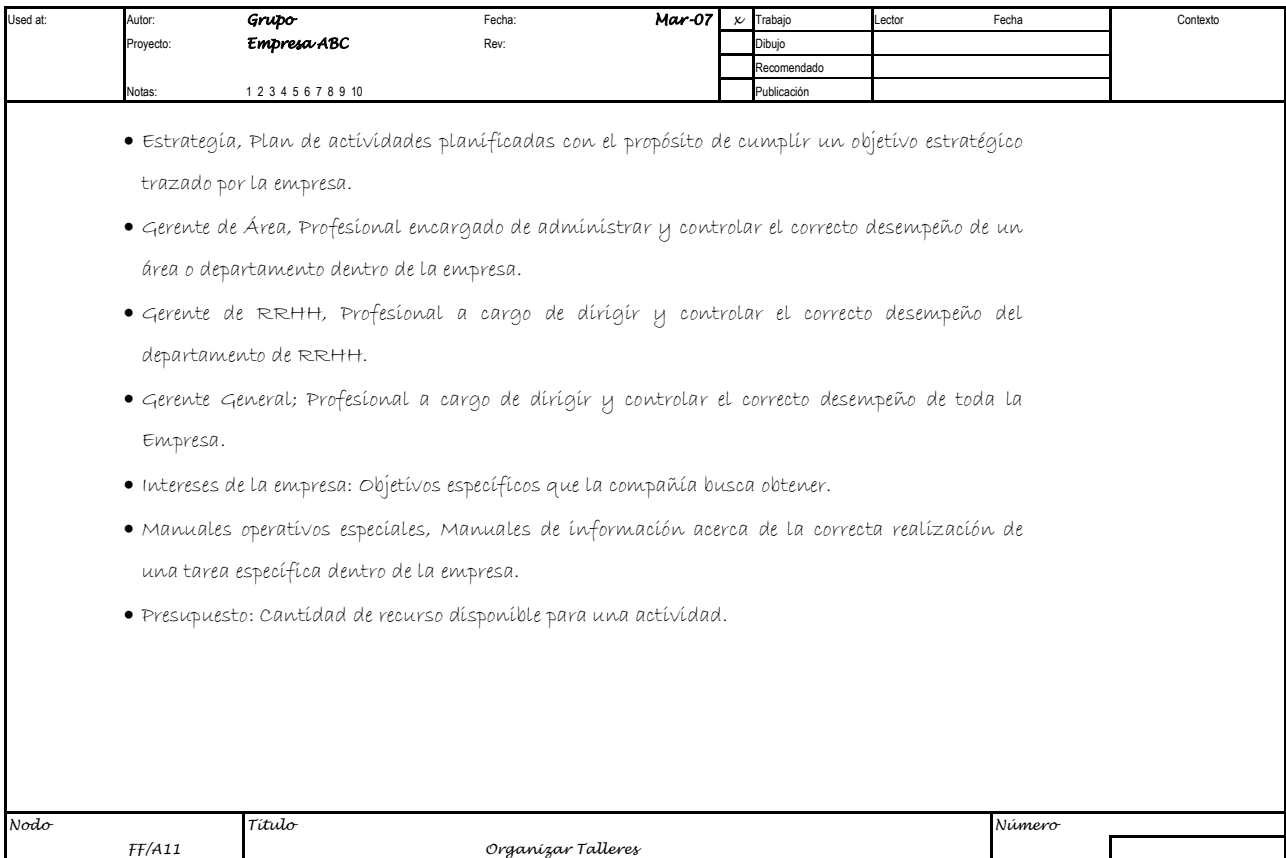 Used at: Autor: Grupo Fecha: Mar-07 x Trabajo Lector Fecha Contexto
Proyecto: Empresa ABC Rev: Dibujo
Recomendado
Notas: 1 2 3 4 5 6 7 8 9 10 Publicación
• Estrategia, Plan de actividades planificadas con el propósito de cumplir un objetivo estratégico
trazado por la empresa.
• Gerente de Área, Profesional encargado de administrar y controlar el correcto desempeño de un
área o departamento dentro de la empresa.
• Gerente de RRHH, Profesional a cargo de dirigir y controlar el correcto desempeño del
departamento de RRHH.
• Gerente General; Profesional a cargo de dirigir y controlar el correcto desempeño de toda la
Empresa.
• Intereses de la empresa: Objetivos específicos que la compañía busca obtener.
• Manuales operativos especiales, Manuales de información acerca de la correcta realización de
una tarea específica dentro de la empresa.
• Presupuesto: Cantidad de recurso disponible para una actividad.
Nodo Título Número
FF/A11 Organizar Talleres